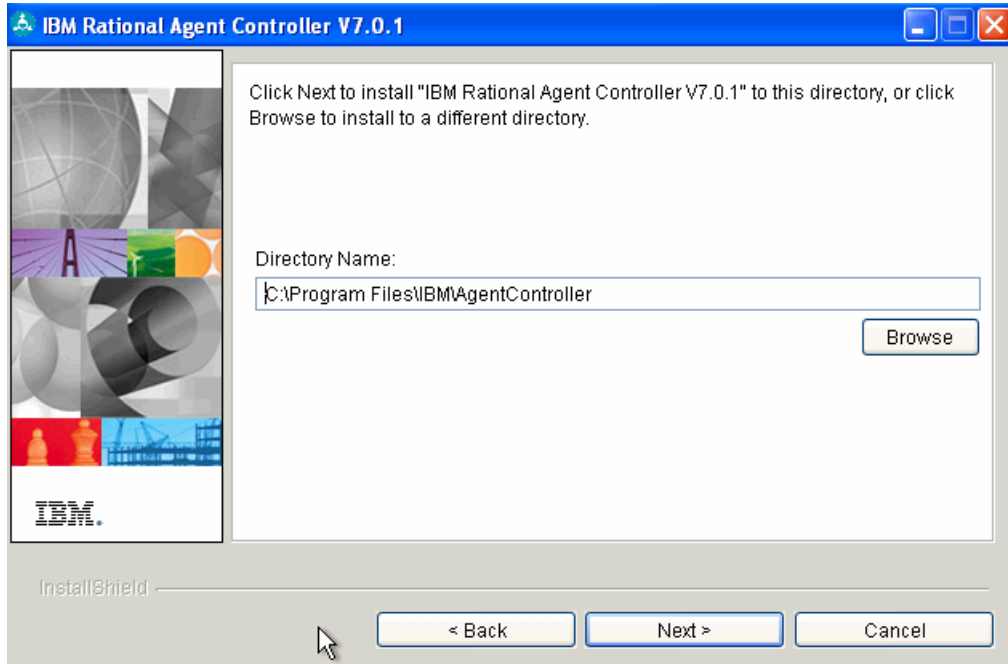 IBM Rational Agent Controller V7.0.1
Click Next to install "IBM Rational Agent Controller V7.0.1" to this directory, or click
Browse to install to a different directory.
Directory Name:
C:\Program Files\IBM\AgentController
Browse
IBM.
InstallShield
< Back
Next >
Cancel